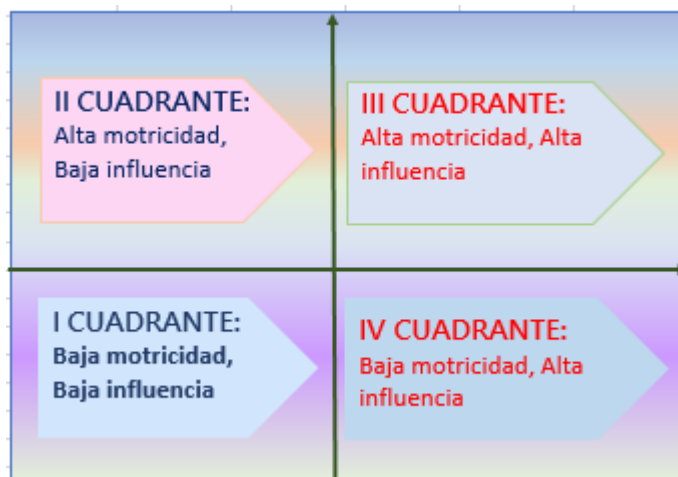 II CUADRANTE:
Alta motricidad,
Baja influencia
III CUADRANTE:
Alta motricidad, Alta
influencia
I CUADRANTE:
Baja motricidad,
Baja influencia
IV CUADRANTE:
Baja motricidad, Alta
influencia